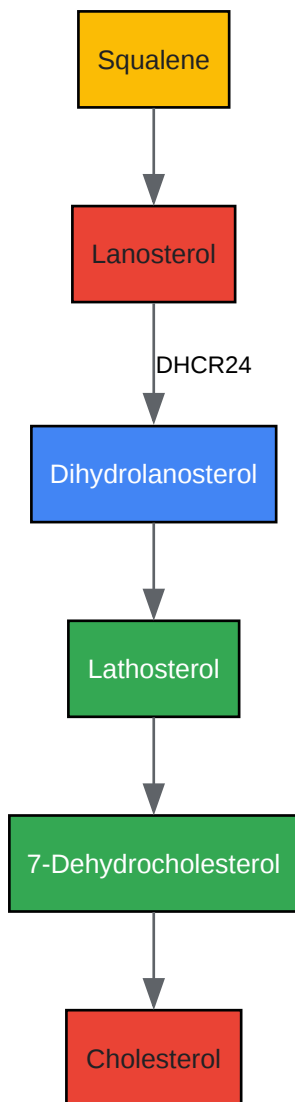 Squalene
Lanosterol
DHCR24
Dihydrolanosterol
Lathosterol
7-Dehydrocholesterol
Cholesterol